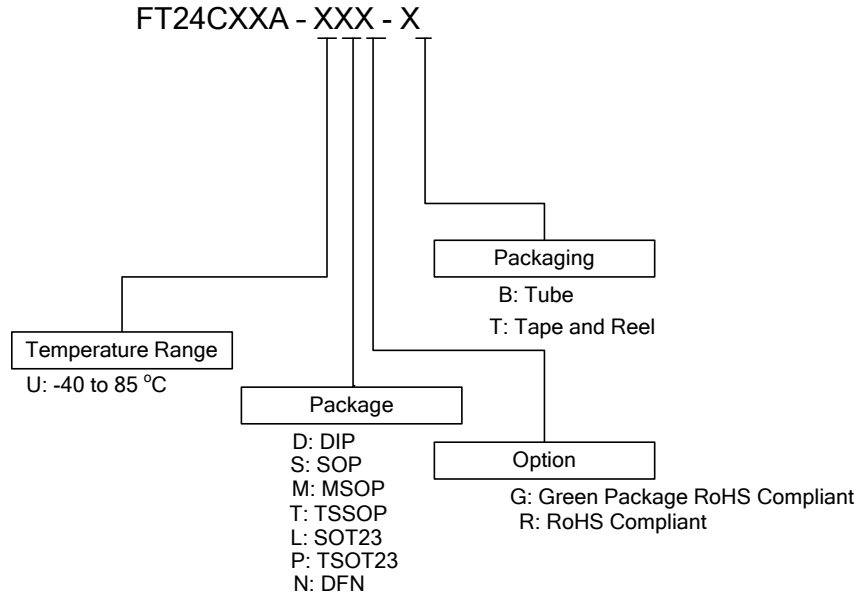 FT24CXXA - XXX - X
Packaging
B: Tube
T: Tape and Reel
Temperature Range
U: -40 to 85 °C
Package
D: DIP
S: SOP
M: MSOP
T: TSSOP
L: SOT23
P: TSOT23
N: DFN
Option
G: Green Package RoHS Compliant
R: RoHS Compliant